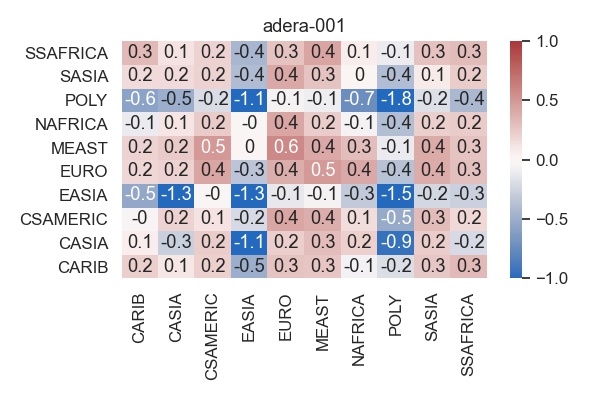 adera-001
SSAFRICA 0.3 0.1 0.2 -0.4 0.3 0.4 0.1 -0.1 0.3 0.3
SASIA 0.2 0.2 0.2 -0.4 0.4 0.3 0 -0.4 0.1 0.2
POLY -0.6 -0.5 -0.2 -1.1 -0.1 -0.1 -0.7 -1.8 -0.2 -0.4
NAFRICA -0.1 0.1 0.2 -0 0.4 0.2 -0.1 -0.4 0.2 0.2
MEAST 0.2 0.2 0.5 0 0.6 0.4 0.3 -0.1 0.4 0.3
EURO 0.2 0.2 0.4 -0.3 0.4 0.5 0.4 -0.4 0.4 0.3
EASIA -0.5 -1.3 -0 -1.3 -0.1 -0.1 -0.3 -1.5 -0.2 -0.3
CSAMERIC -0 0.2 0.1 -0.2 0.4 0.4 0.1 -0.5 0.3 0.2
CASIA 0.1 -0.3 0.2 -1.1 0.2 0.3 0.2 -0.9 0.2 -0.2
CARIB 0.2 0.1 0.2 -0.5 0.3 0.3 -0.1 -0.2 0.3 0.3
CARIB CASIA CSAMERIC EASIA EURO MEAST NAFRICA POLY SASIA SSAFRICA
1.0
0.5
0.0
−0.5
−1.0